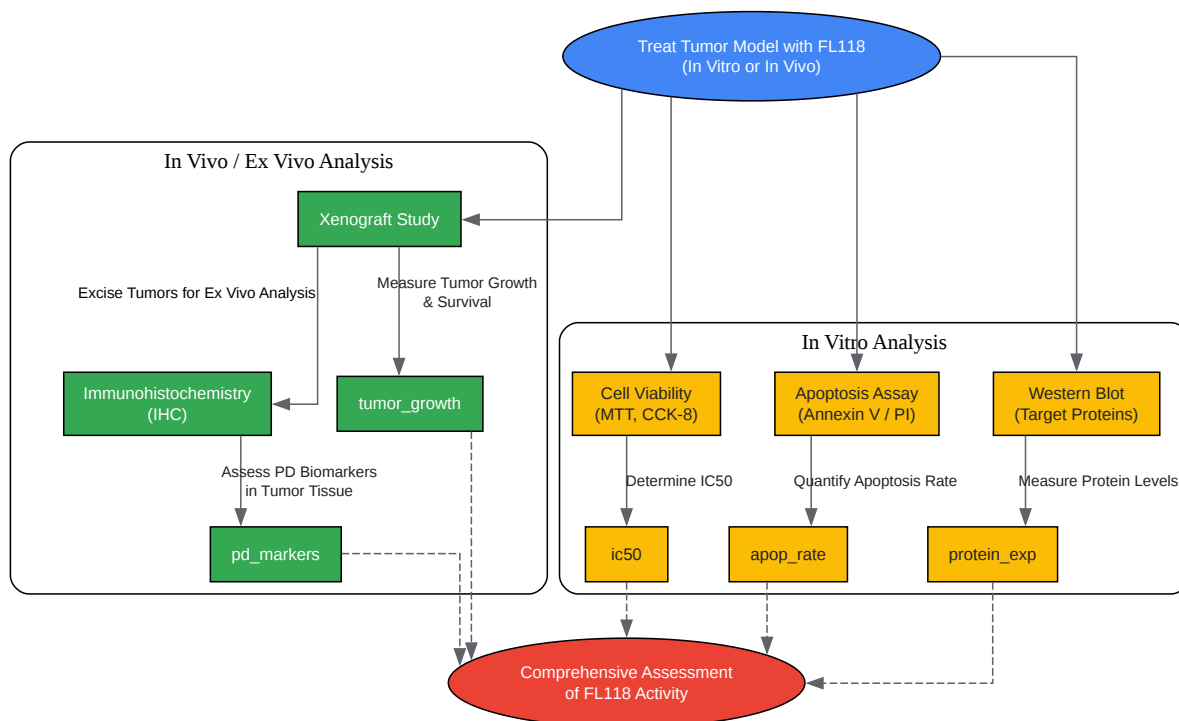 Treat Tumor Model with FL118
(In Vitro or In Vivo)
In Vivo / Ex Vivo Analysis
Xenograft Study
Excise Tumors for Ex Vivo Analysis
Measure Tumor Growth
& Survival
Immunohistochemistry
(IHC)
tumor_growth
Assess PD Biomarkers
in Tumor Tissue
pd_markers
In Vitro Analysis
Cell Viability
(MTT, CCK-8)
Apoptosis Assay
(Annexin V / PI)
Western Blot
(Target Proteins)
Determine IC50
Quantify Apoptosis Rate
Measure Protein Levels
ic50
apop_rate
protein_exp
Comprehensive Assessment
of FL118 Activity